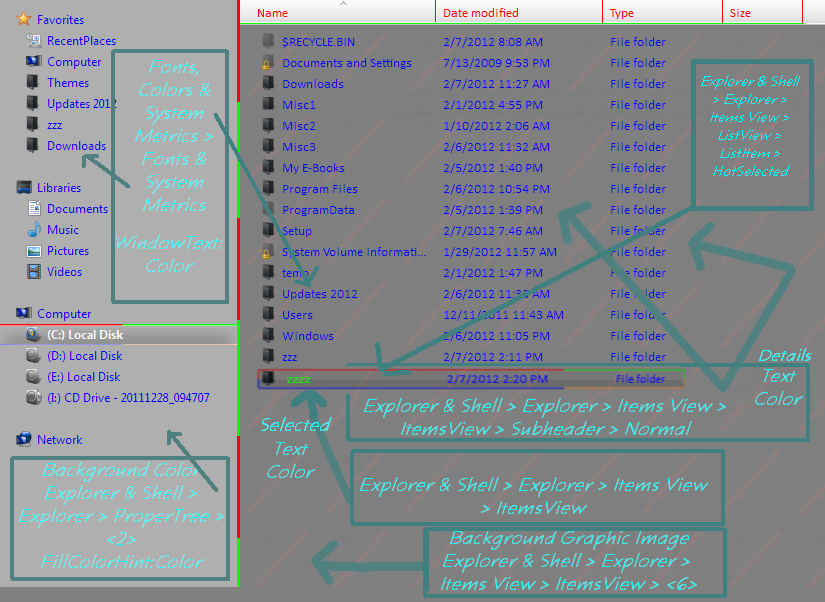 Name Date modified Type Size
Favorites
RecentPlaces
Computer
Themes
Updates 2012
zzz
Downloads
Libraries
Documents
Music
Pictures
Videos
Computer
(C:) Local Disk
(D:) Local Disk
(E:) Local Disk
(I:) CD Drive - 20111228_094707
Network
$RECYCLE.BIN 2/7/2012 8:08 AM File folder
Documents and Settings 7/13/2009 9:53 PM File folder
Downloads 2/7/2012 11:27 AM File folder
Misc1 2/1/2012 4:55 PM File folder
Misc2 1/10/2012 2:06 AM File folder
Misc3 2/6/2012 11:32 AM File folder
My E-Books 2/5/2012 1:40 PM File folder
Program Files 2/6/2012 10:54 PM File folder
ProgramData 2/5/2012 1:39 PM File folder
Setup 2/7/2012 7:46 AM File folder
System Volume Informati... 1/29/2012 11:57 AM File folder
temp 2/1/2012 1:47 PM File folder
Updates 2012 2/6/2012 11:33 AM File folder
Users 12/11/2011 11:43 AM File folder
Windows 2/6/2012 11:05 PM File folder
zzz 2/7/2012 2:11 PM File folder
zzzz 2/7/2012 2:20 PM File folder
Fonts,
Colors &
System
Metrics >
Fonts &
System
Metrics
WindowText:
Color
Explorer & Shell
> Explorer >
Items View >
ListView >
ListItem >
HotSelected
Details
Text
Color
Explorer & Shell > Explorer > Items View >
ItemsView > Subheader > Normal
Selected
Text
Color
Explorer & Shell > Explorer > Items View
> ItemsView
Background Color
Explorer & Shell >
Explorer > ProperTree >
<2>
FillColorHint:Color
Background Graphic Image
Explorer & Shell > Explorer >
Items View > ItemsView > <6>